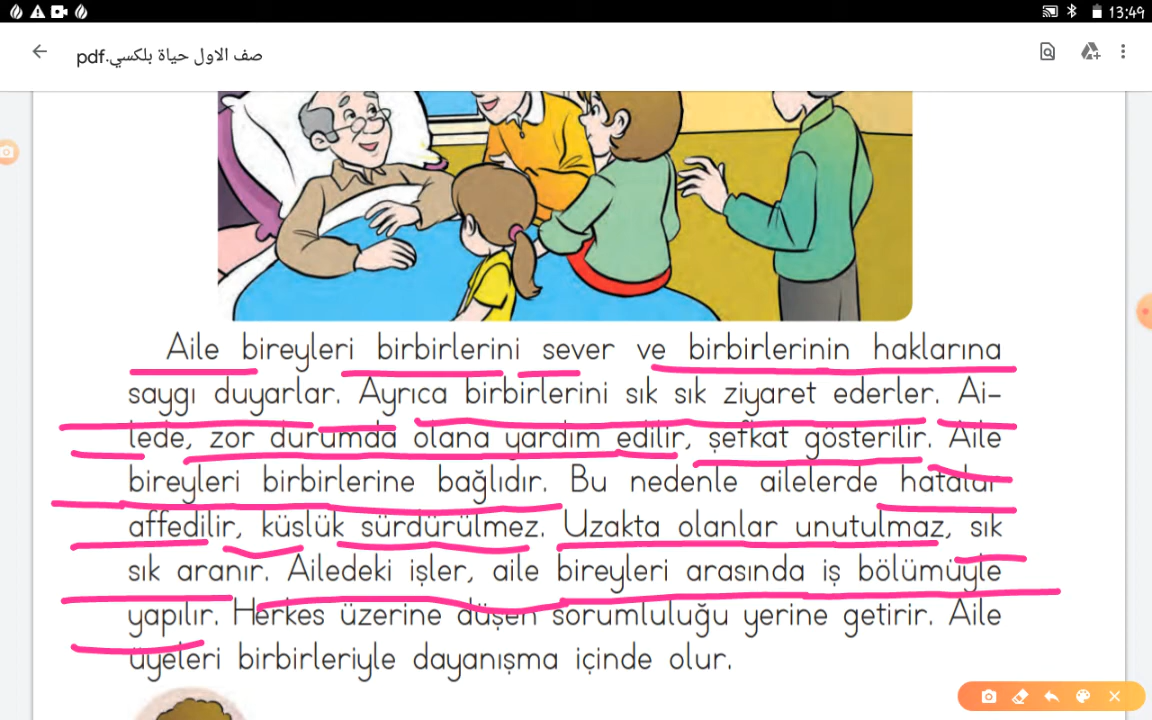 13:49
صف الاول حياة بلكسي.pdf
Aile bireyleri birbirlerini sever ve birbirlerinin haklarına
saygı duyarlar. Ayrıca birbirlerini sık sık ziyaret ederler. Ai-
lede, zor durumda olana yardım edilir, şefkat gösterilir. Aile
bireyleri birbirlerine bağlıdır. Bu nedenle ailelerde hatalar
affedilir, küslük sürdürülmez. Uzakta olanlar unutulmaz, sık
sık aranır. Ailedeki işler, aile bireyleri arasında iş bölümüyle
yapılır. Herkes üzerine düşen sorumluluğu yerine getirir. Aile
üyeleri birbirleriyle dayanışma içinde olur.